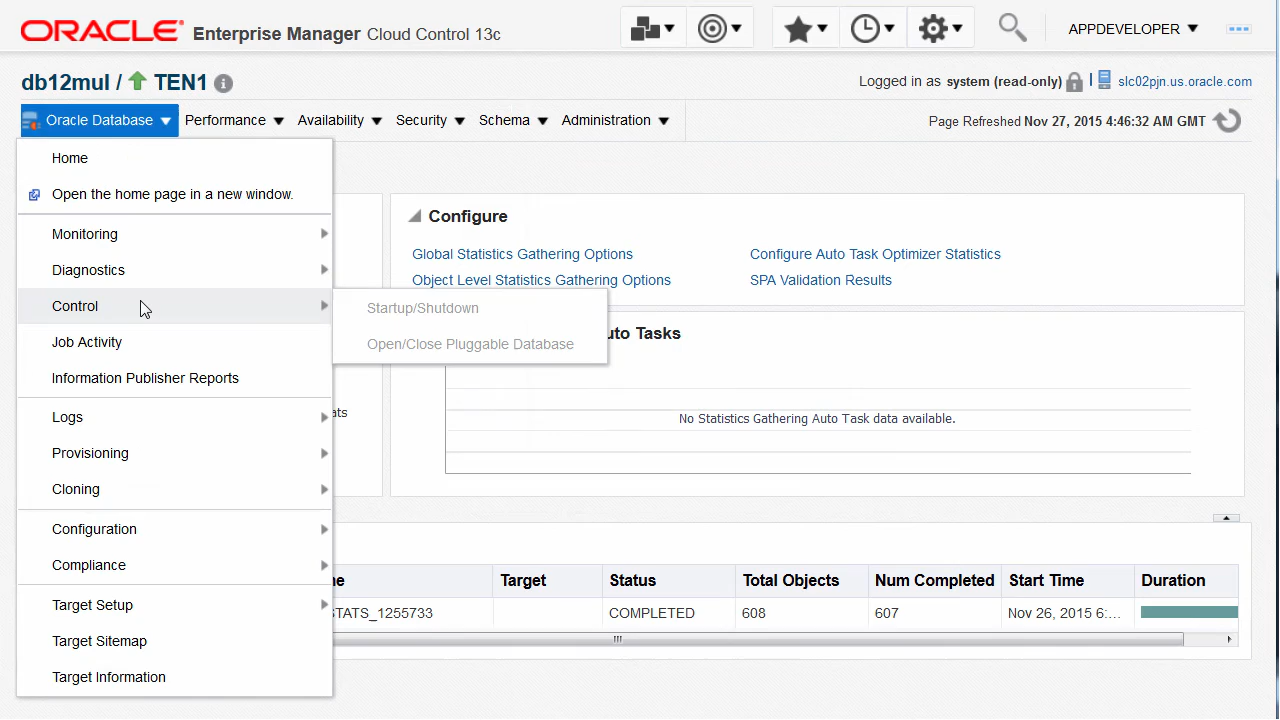 ORACLE Enterprise Manager Cloud Control 13c
APPDEVELOPER
db12mul / TEN1
Logged in as system (read-only) slc02pjn.us.oracle.com
Oracle Database Performance Availability Security Schema Administration
Page Refreshed Nov 27, 2015 4:46:32 AM GMT
Home
Open the home page in a new window.
Monitoring
Diagnostics
Control
Job Activity
Information Publisher Reports
Logs
Provisioning
Cloning
Configuration
Compliance
Target Setup
Target Sitemap
Target Information
Startup/Shutdown
Open/Close Pluggable Database
Configure
Global Statistics Gathering Options Configure Auto Task Optimizer Statistics
Object Level Statistics Gathering Options SPA Validation Results
uto Tasks
No Statistics Gathering Auto Task data available.
ats
ne Target Status Total Objects Num Completed Start Time Duration
STATS_1255733 COMPLETED 608 607 Nov 26, 2015 6:...